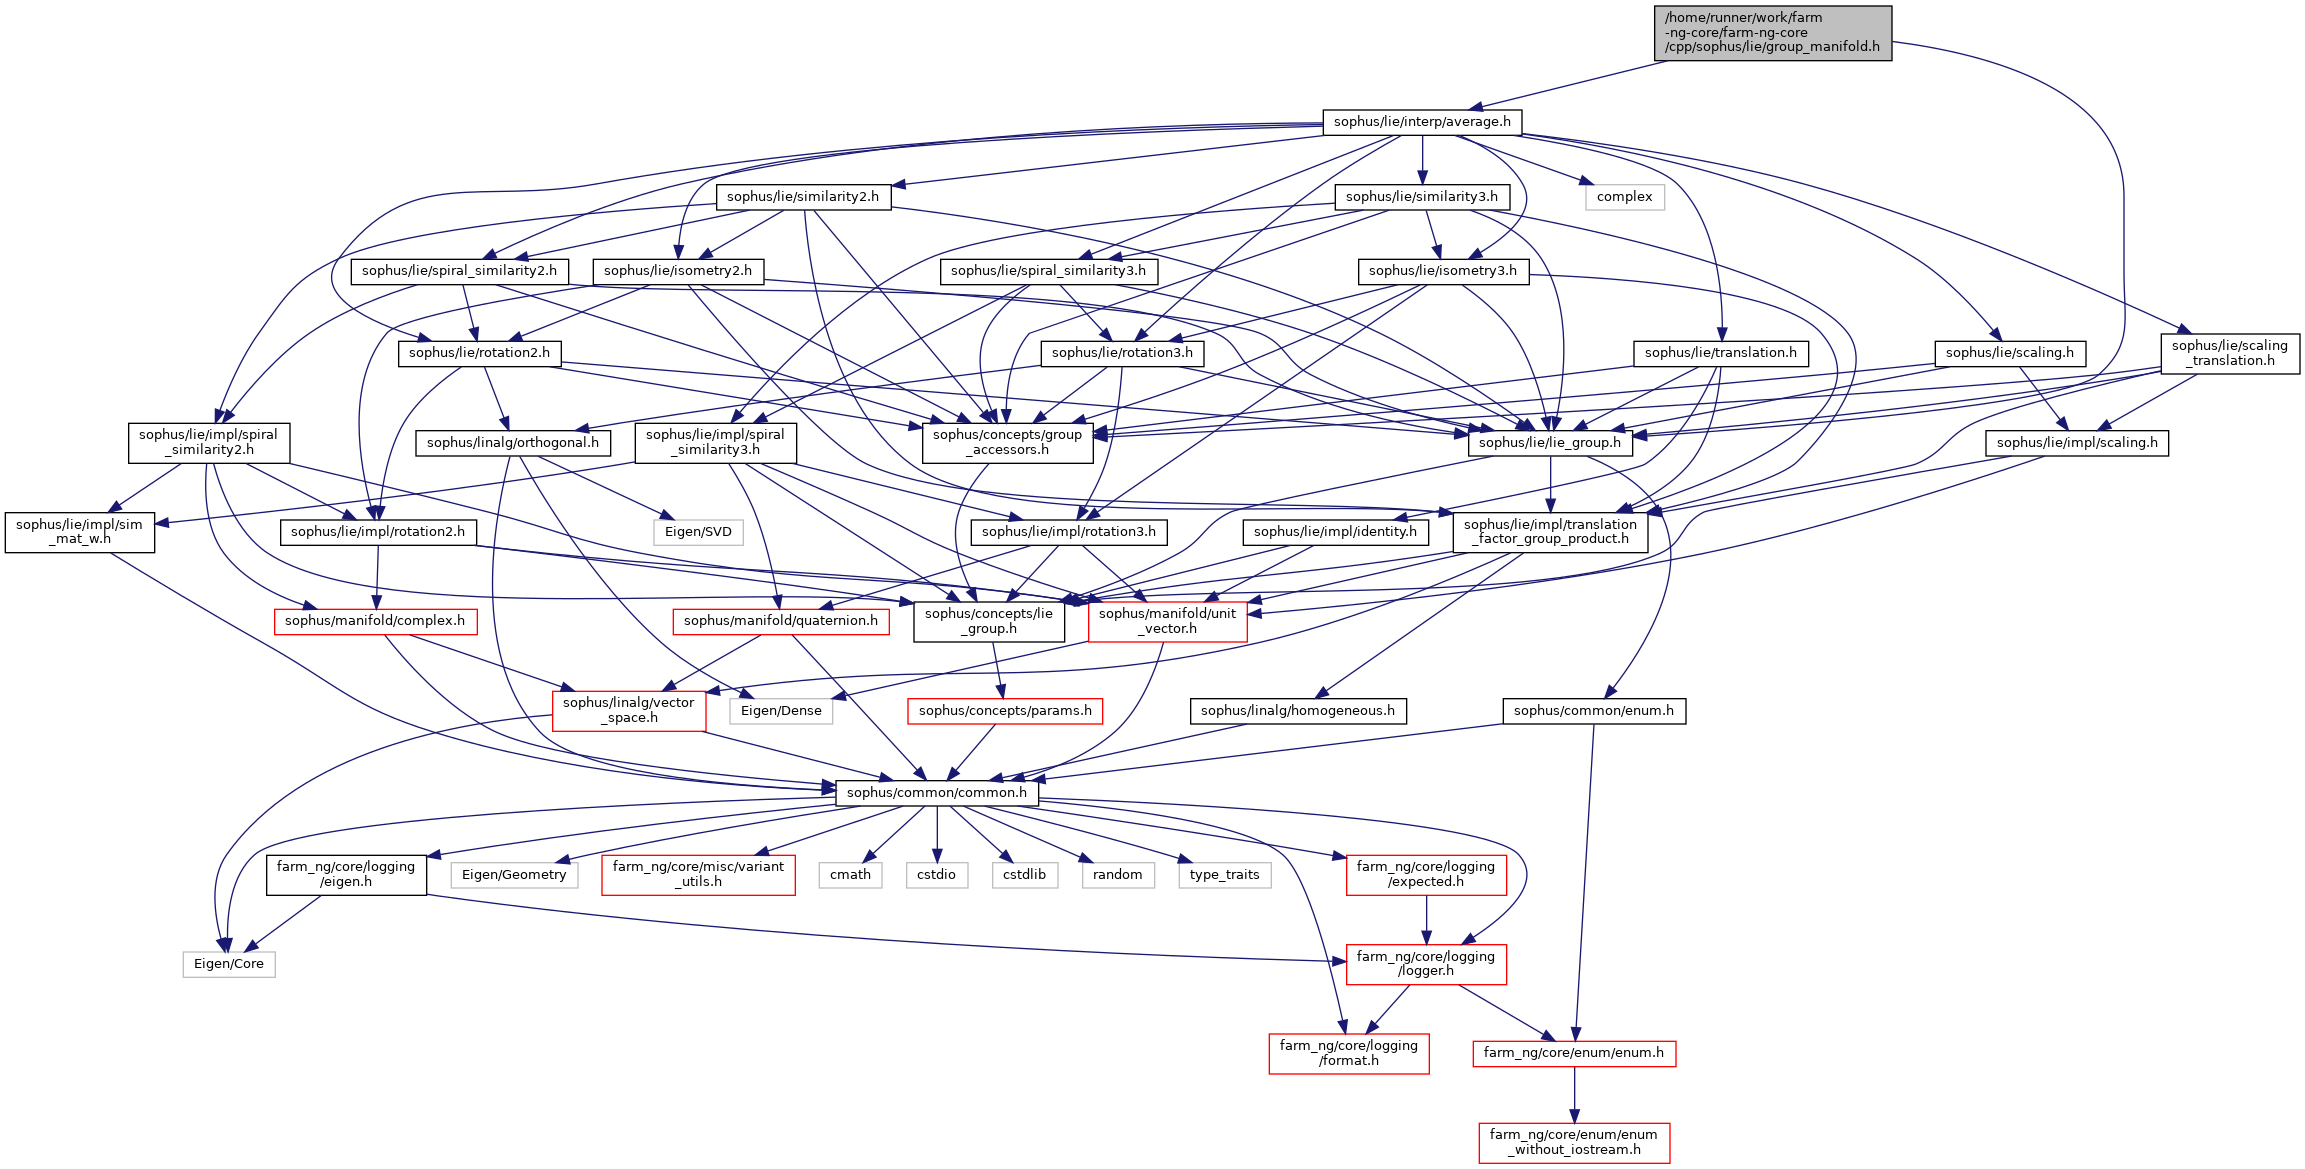 /home/runner/work/farm
-ng-core/farm-ng-core
/cpp/sophus/lie/group_manifold.h
sophus/lie/interp/average.h
sophus/lie/similarity2.h
sophus/lie/similarity3.h
complex
sophus/lie/spiral_similarity2.h
sophus/lie/isometry2.h
sophus/lie/spiral_similarity3.h
sophus/lie/isometry3.h
sophus/lie/rotation2.h
sophus/lie/rotation3.h
sophus/lie/translation.h
sophus/lie/scaling.h
sophus/lie/scaling
_translation.h
sophus/lie/impl/spiral
_similarity2.h
sophus/linalg/orthogonal.h
sophus/lie/impl/spiral
_similarity3.h
sophus/concepts/group
_accessors.h
sophus/lie/lie_group.h
sophus/lie/impl/scaling.h
sophus/lie/impl/sim
_mat_w.h
sophus/lie/impl/rotation2.h
Eigen/SVD
sophus/lie/impl/rotation3.h
sophus/lie/impl/identity.h
sophus/lie/impl/translation
_factor_group_product.h
sophus/manifold/complex.h
sophus/manifold/quaternion.h
sophus/concepts/lie
_group.h
sophus/manifold/unit
_vector.h
sophus/linalg/vector
_space.h
Eigen/Dense
sophus/concepts/params.h
sophus/linalg/homogeneous.h
sophus/common/enum.h
sophus/common/common.h
farm_ng/core/logging
/eigen.h
Eigen/Geometry
farm_ng/core/misc/variant
_utils.h
cmath
cstdio
cstdlib
random
type_traits
farm_ng/core/logging
/expected.h
Eigen/Core
farm_ng/core/logging
/logger.h
farm_ng/core/logging
/format.h
farm_ng/core/enum/enum.h
farm_ng/core/enum/enum
_without_iostream.h